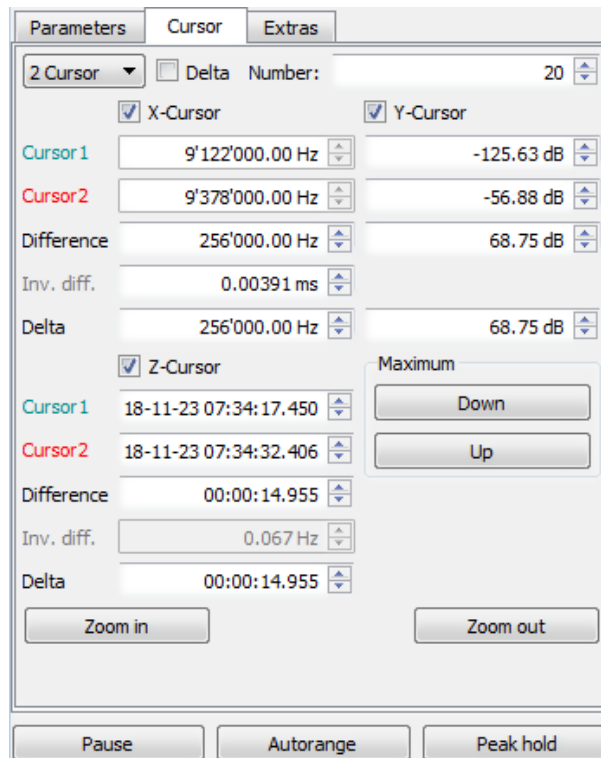 Parameters Cursor Extras
2 Cursor Delta Number: 20
X-Cursor Y-Cursor
Cursor1 9'122'000.00 Hz -125.63 dB
Cursor2 9'378'000.00 Hz -56.88 dB
Difference 256'000.00 Hz 68.75 dB
Inv. diff. 0.00391 ms
Delta 256'000.00 Hz 68.75 dB
Z-Cursor Maximum
Cursor1 18-11-23 07:34:17.450 Down
Cursor2 18-11-23 07:34:32.406 Up
Difference 00:00:14.955
Inv. diff. 0.067 Hz
Delta 00:00:14.955
Zoom in Zoom out
Pause Autorange Peak hold